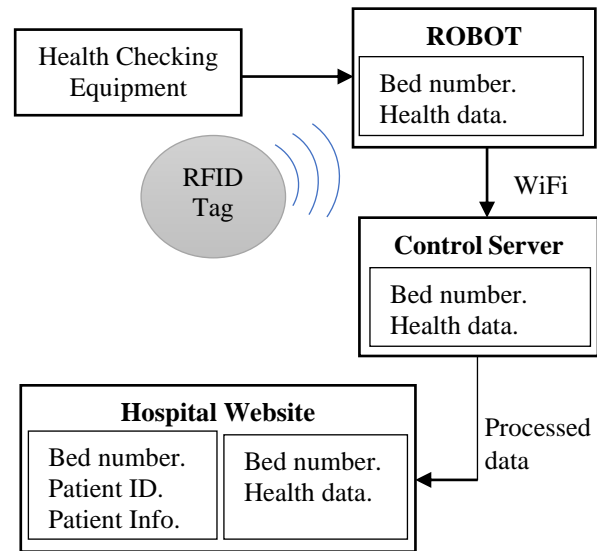 Health Checking
Equipment
ROBOT
Bed number.
Health data.
RFID
Tag
WiFi
Control Server
Bed number.
Health data.
Processed
data
Hospital Website
Bed number.
Patient ID.
Patient Info.
Bed number.
Health data.